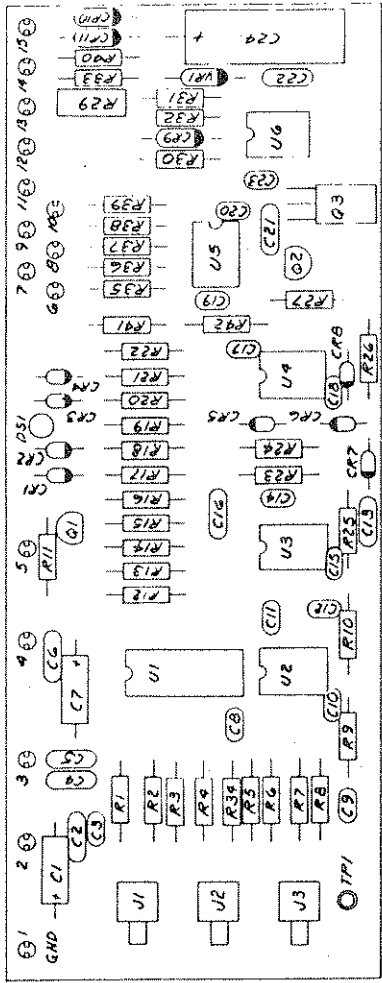 1
GND
2
3
4
5
DS1
6
7
8
9
10
11
12
13
14
15
+ C1
C2
C3
C4
C5
C6
C7 +
R11
Q1
CR1
CR2
CR3
CR4
R41
R35
R36
R37
R38
R39
R29
R33
R40
CR11
CR10
J1
R1
R2
R3
U1
R12
R13
R14
R15
R16
R17
R18
R19
R20
R21
R22
J2
R4
R34
R5
C8
C16
CR5
R42
C19
U5
C20
R30
CR9
R32
R31
VR1
+
C24
J3
R6
R7
R8
U2
C11
U3
C14
R23
R24
CR6
C17
U4
R27
Q2
C21
C23
U6
C22
TP1
C9
R9
C10
R10
C12
C15
R25
C13
CR7
C18
CR8
R26
Q3